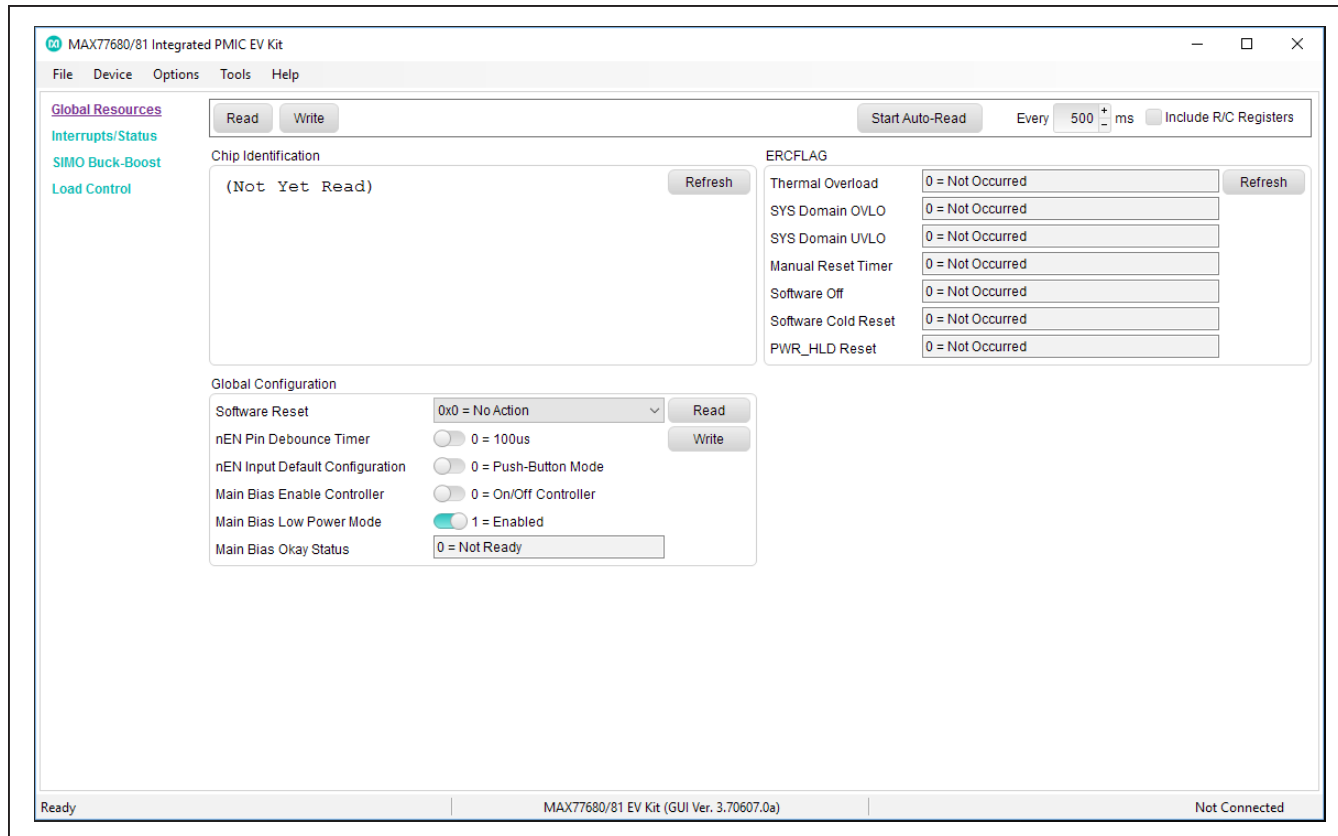 MAX77680/81 Integrated PMIC EV Kit
File Device Options Tools Help
Global Resources
Interrupts/Status
SIMO Buck-Boost
Load Control
Read Write Start Auto-Read Every 500 + - ms Include R/C Registers
Chip Identification
(Not Yet Read) Refresh
ERCFLAG
Thermal Overload 0 = Not Occurred Refresh
SYS Domain OVLO 0 = Not Occurred
SYS Domain UVLO 0 = Not Occurred
Manual Reset Timer 0 = Not Occurred
Software Off 0 = Not Occurred
Software Cold Reset 0 = Not Occurred
PWR_HLD Reset 0 = Not Occurred
Global Configuration
Software Reset 0x0 = No Action Read
nEN Pin Debounce Timer 0 = 100us Write
nEN Input Default Configuration 0 = Push-Button Mode
Main Bias Enable Controller 0 = On/Off Controller
Main Bias Low Power Mode 1 = Enabled
Main Bias Okay Status 0 = Not Ready
Ready MAX77680/81 EV Kit (GUI Ver. 3.70607.0a) Not Connected